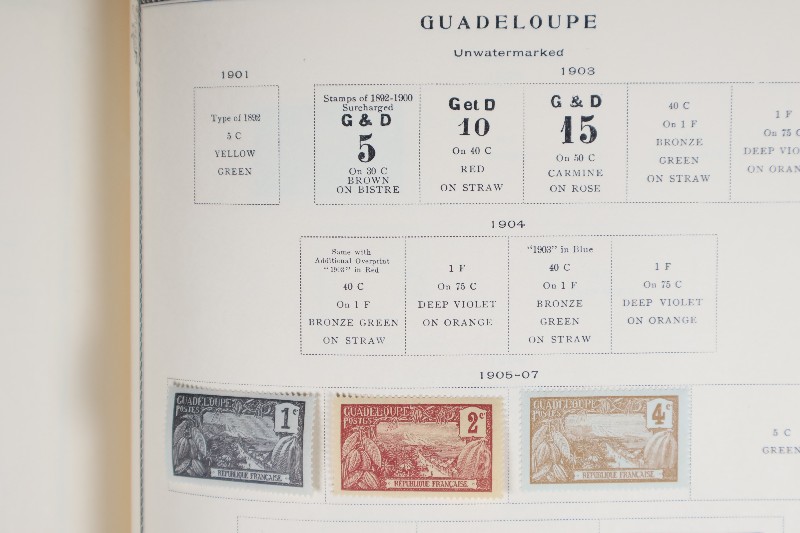 GUADELOUPE
Unwatermarked
1901
1903
Type of 1892
5 C
YELLOW
GREEN
Stamps of 1892-1900
Surcharged
G & D
5
On 30 C
BROWN
ON BISTRE
G et D
10
On 40 C
RED
ON STRAW
G & D
15
On 50 C
CARMINE
ON ROSE
40 C
On 1 F
BRONZE
GREEN
ON STRAW
1 F
On 75 C
DEEP VIOL
ON ORAN
1904
Same with
Additional Overprint
"1903" in Red
40 C
On 1 F
BRONZE GREEN
ON STRAW
1 F
On 75 C
DEEP VIOLET
ON ORANGE
"1903" in Blue
40 C
On 1 F
BRONZE
GREEN
ON STRAW
1 F
On 75 C
DEEP VIOLET
ON ORANGE
1905-07
GUADELOUPE
POSTES
1c
RÉPUBLIQUE FRANÇAISE
GUADELOUPE
POSTES
2c
RÉPUBLIQUE FRANÇAISE
GUADELOUPE
POSTES
4c
RÉPUBLIQUE FRANÇAISE
5 C
GREEN